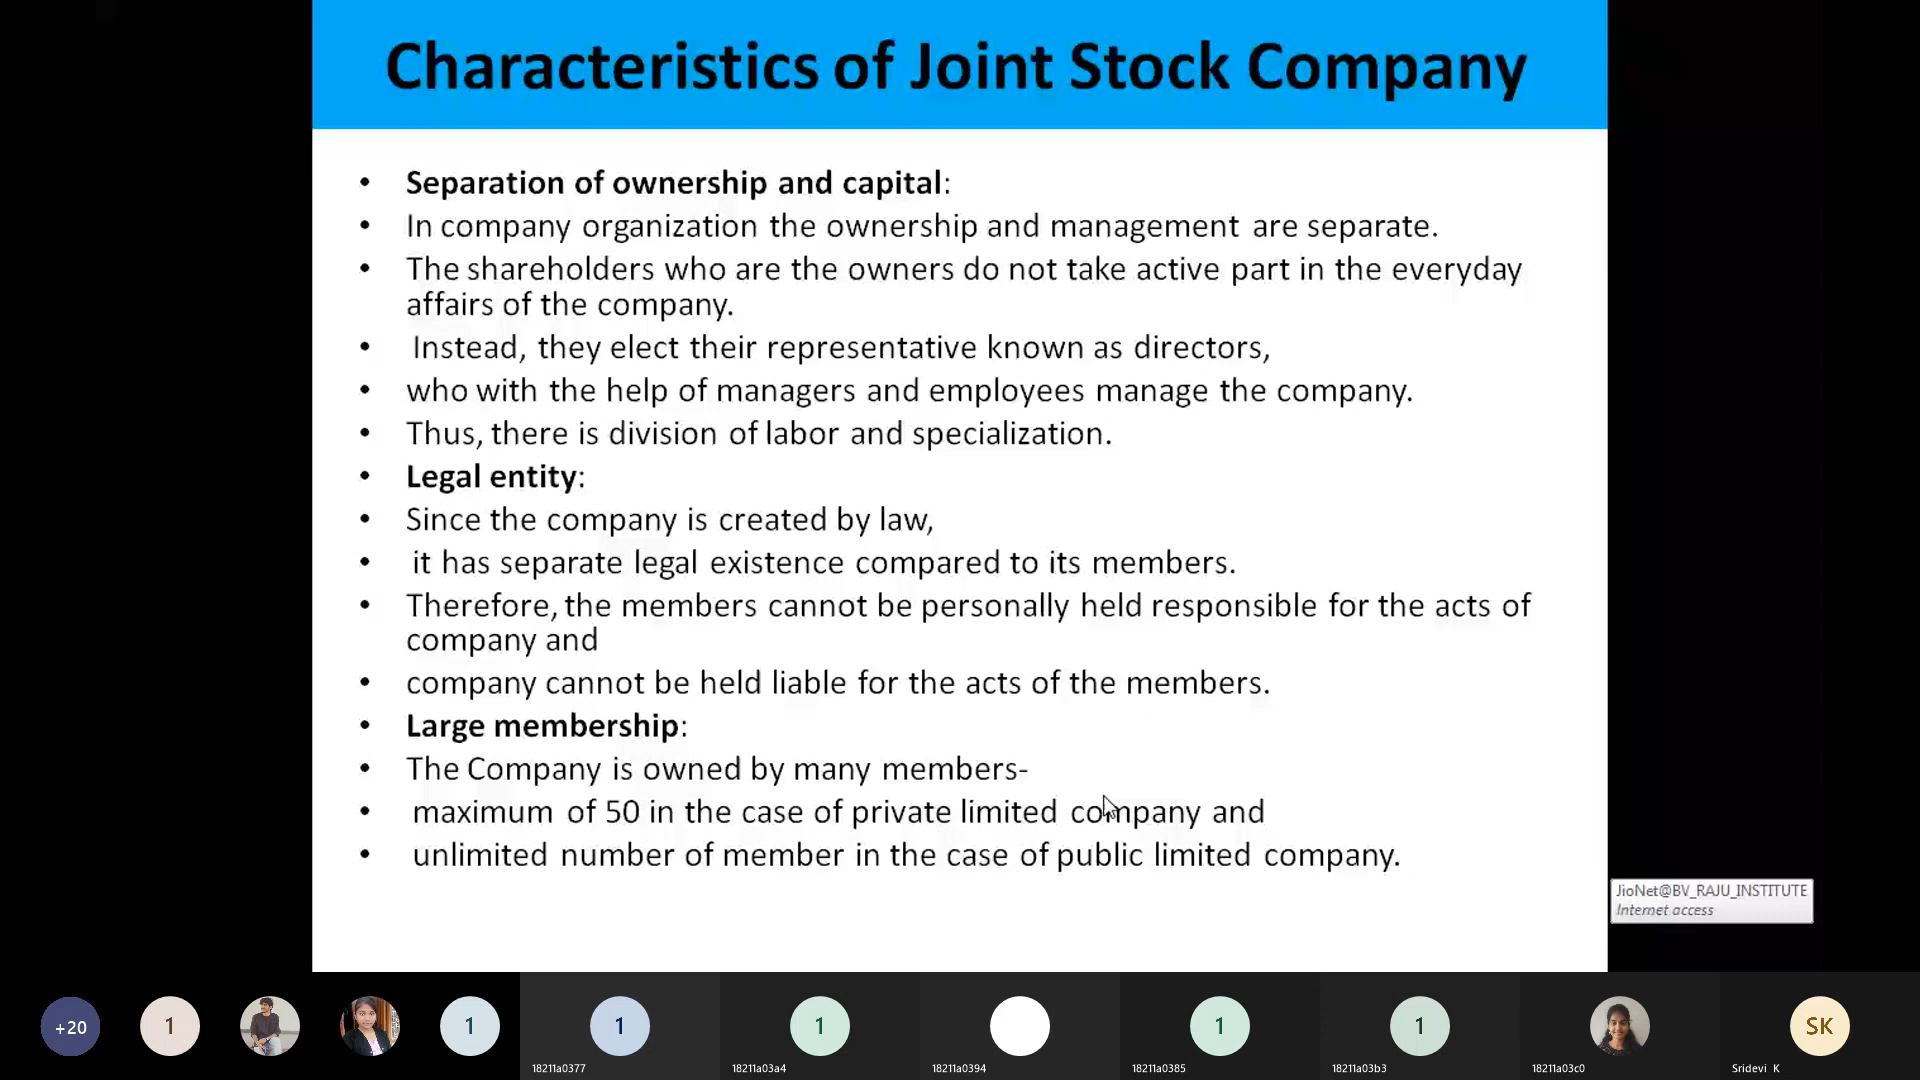 Characteristics of Joint Stock Company
• Separation of ownership and capital:
• In company organization the ownership and management are separate.
• The shareholders who are the owners do not take active part in the everyday
affairs of the company.
• Instead, they elect their representative known as directors,
• who with the help of managers and employees manage the company.
• Thus, there is division of labor and specialization.
• Legal entity:
• Since the company is created by law,
• it has separate legal existence compared to its members.
• Therefore, the members cannot be personally held responsible for the acts of
company and
• company cannot be held liable for the acts of the members.
• Large membership:
• The Company is owned by many members-
• maximum of 50 in the case of private limited company and
• unlimited number of member in the case of public limited company.
JioNet@BV_RAJU_INSTITUTE
Internet access
+20 1 1 1 1 1 1 SK
18211a0377 18211a03a4 18211a0394 18211a0385 18211a03b3 18211a03c0 Sridevi K